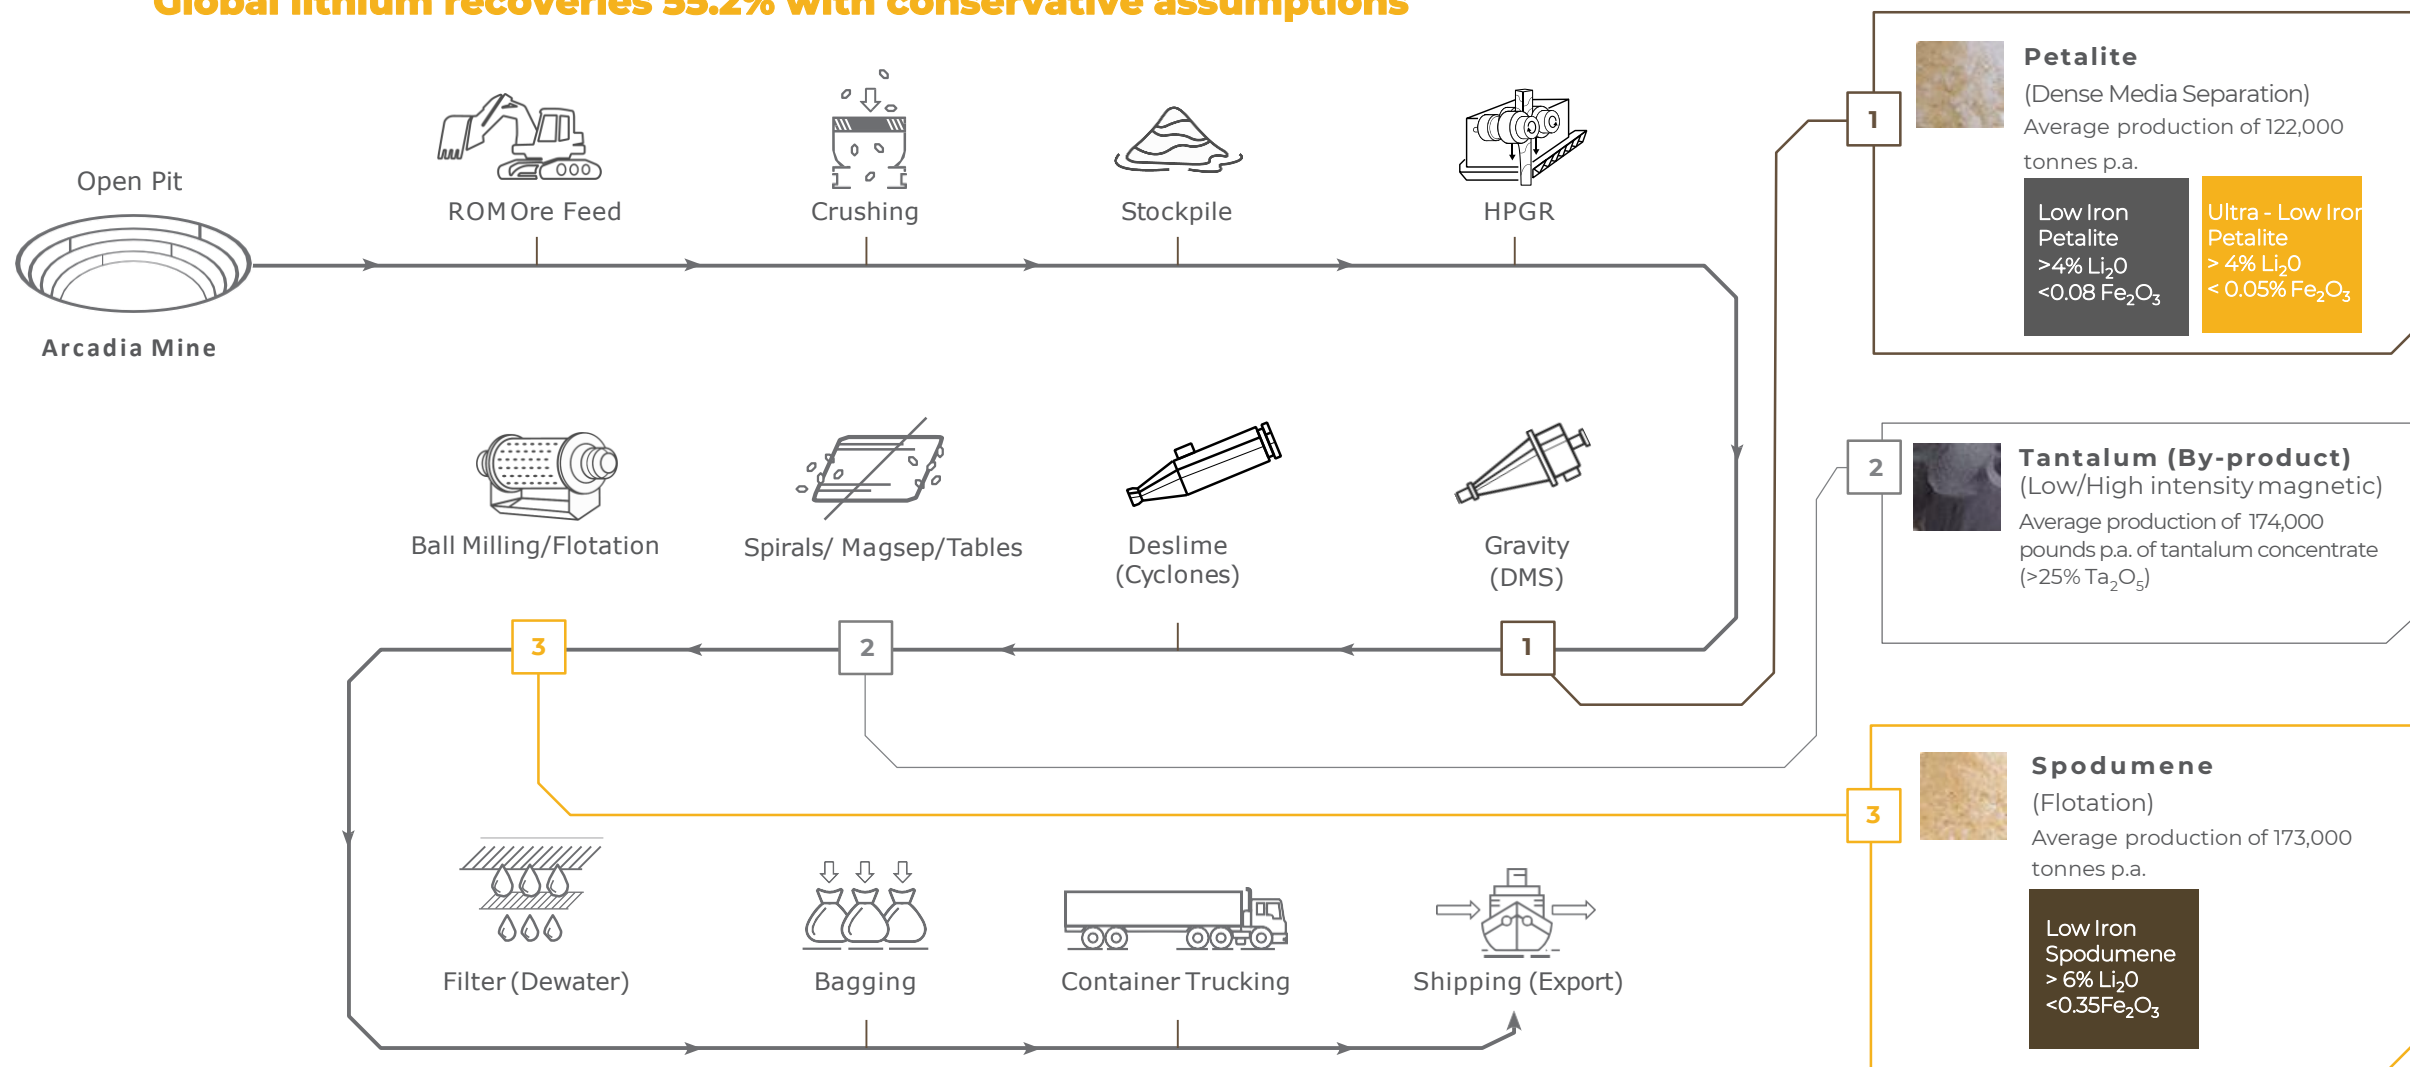 Global lithium recoveries 55.2% with conservative assumptions
Open Pit
Arcadia Mine
ROM Ore Feed
Crushing
Stockpile
HPGR
Ball Milling/Flotation
Spirals/ Magsep/Tables
Deslime
(Cyclones)
Gravity
(DMS)
3
2
1
Filter (Dewater)
Bagging
Container Trucking
Shipping (Export)
1
Petalite
(Dense Media Separation)
Average production of 122,000
tonnes p.a.
Low Iron
Petalite
>4% Li₂0
<0.08 Fe₂O₃
Ultra - Low Iron
Petalite
> 4% Li₂0
< 0.05% Fe₂O₃
2
Tantalum (By-product)
(Low/High intensity magnetic)
Average production of 174,000
pounds p.a. of tantalum concentrate
(>25% Ta₂O₅)
3
Spodumene
(Flotation)
Average production of 173,000
tonnes p.a.
Low Iron
Spodumene
> 6% Li₂0
<0.35Fe₂O₃